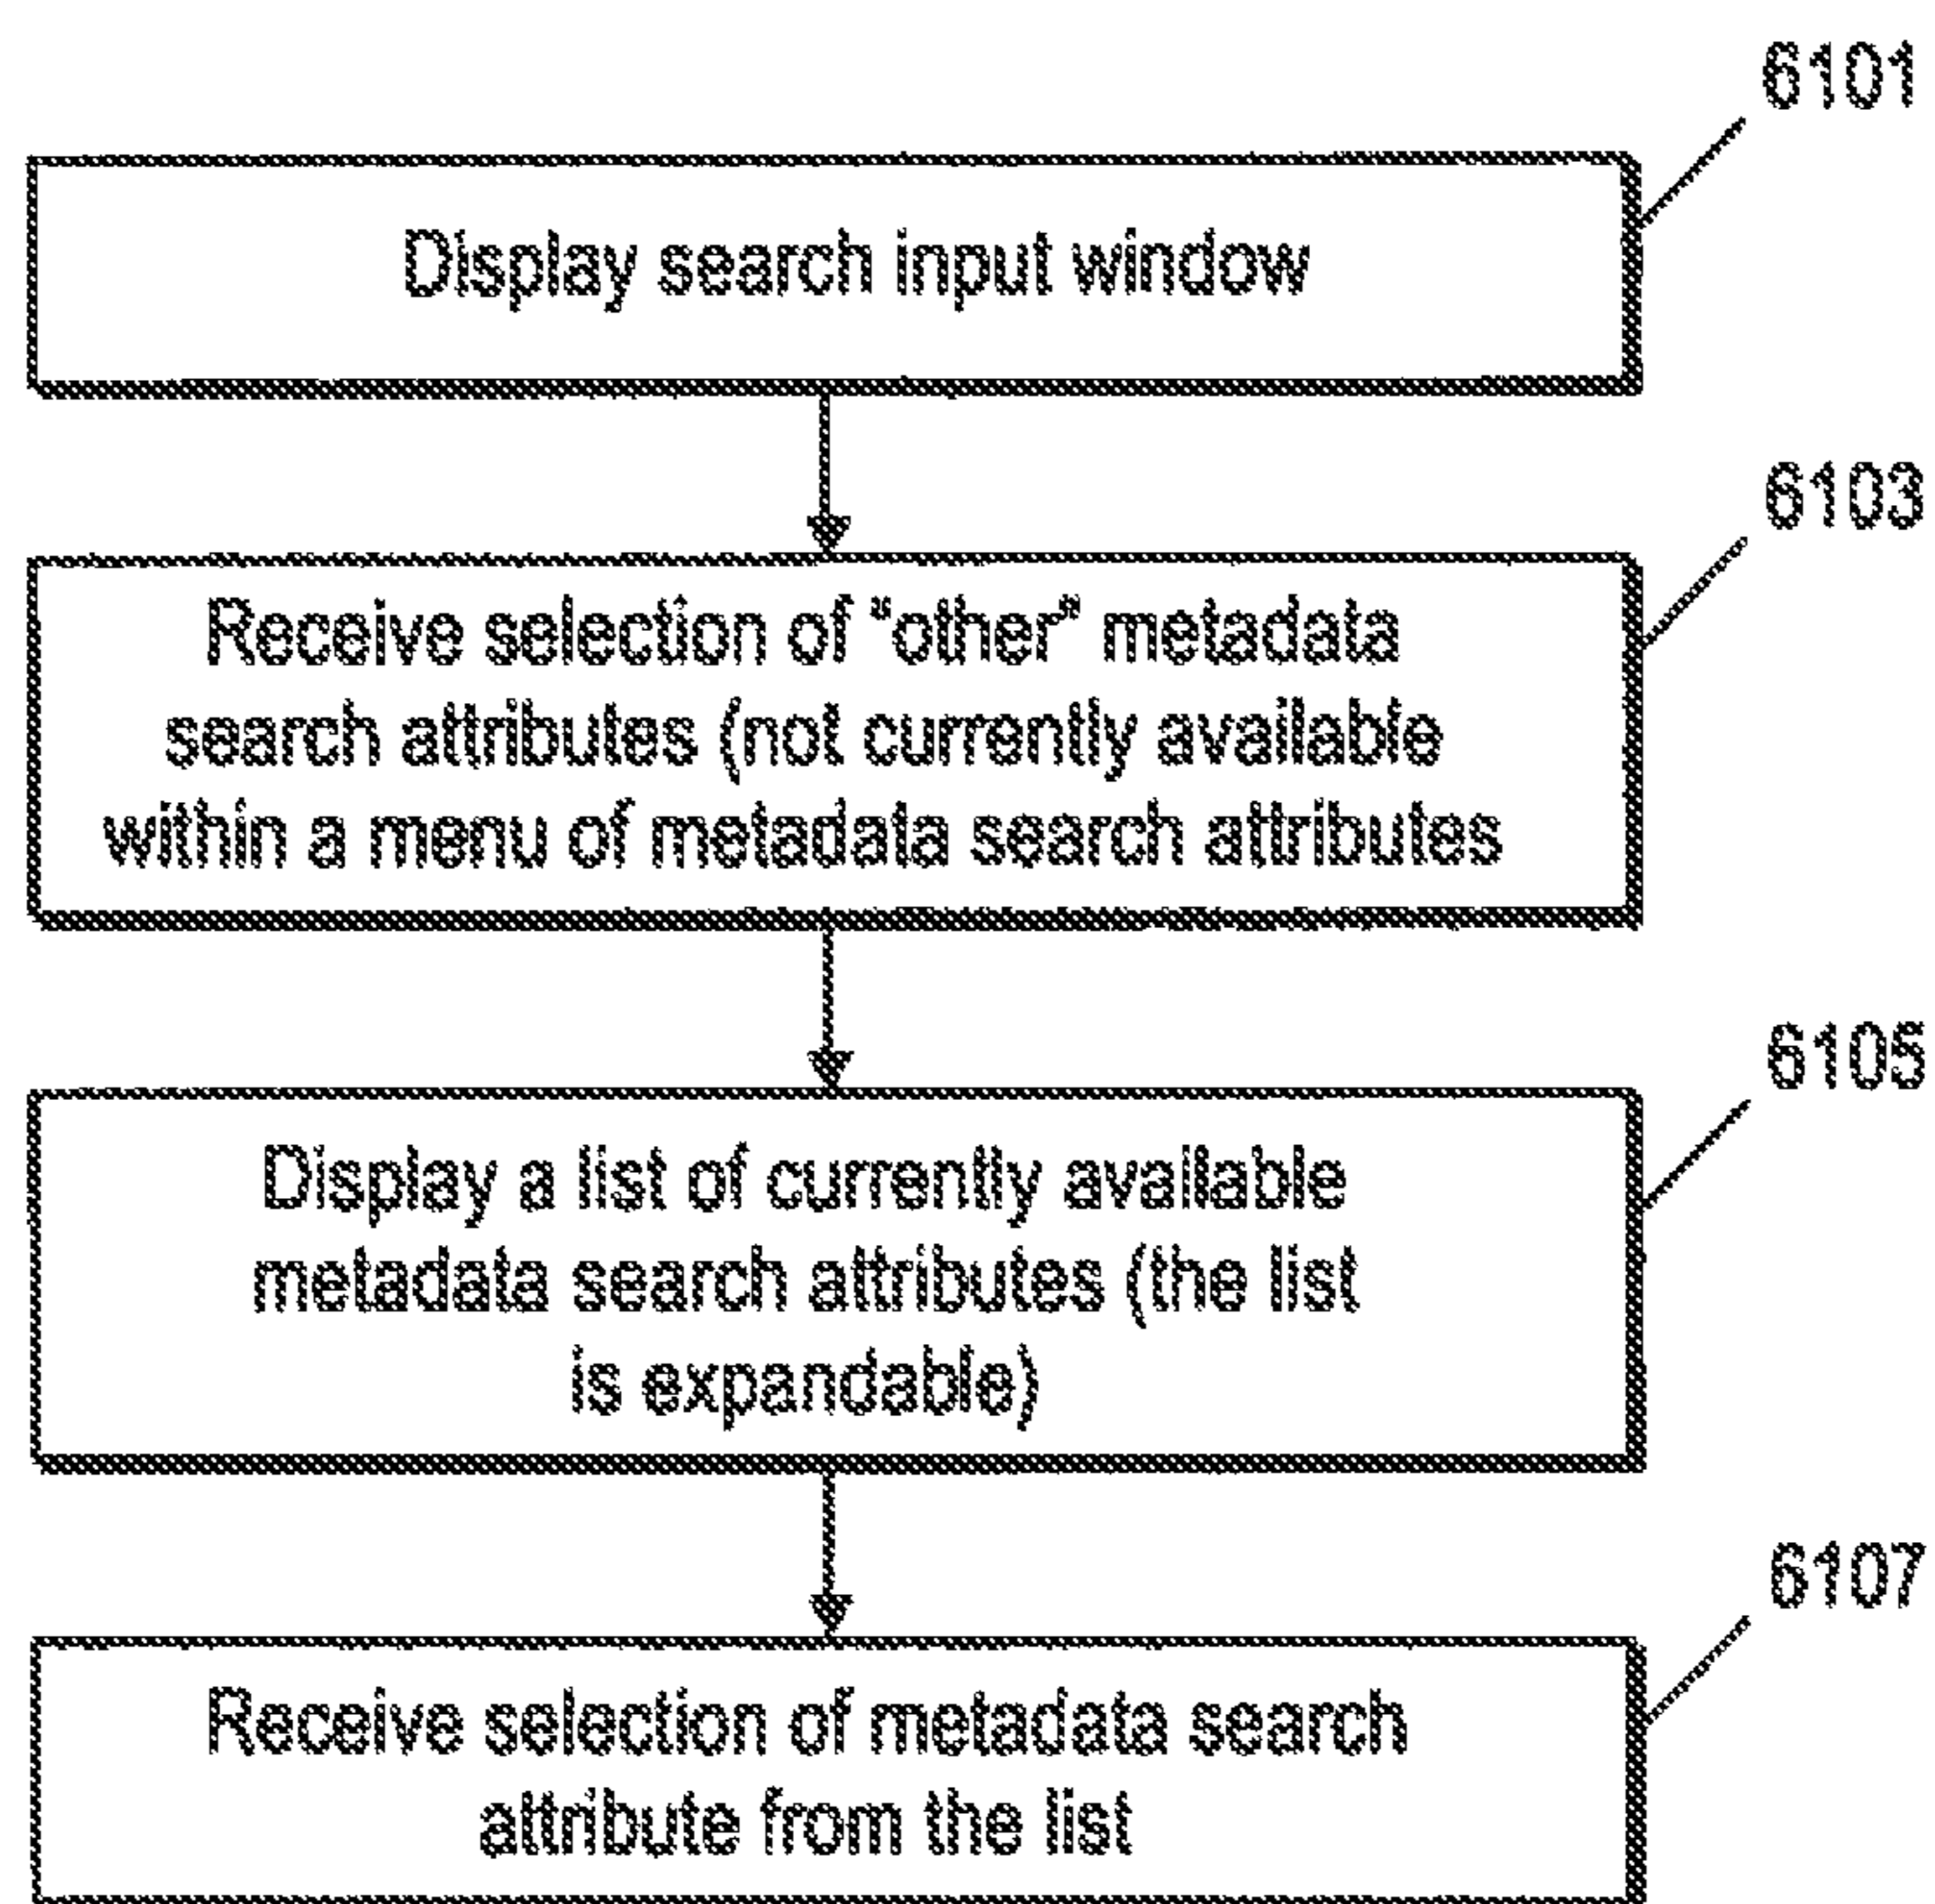 6101
Display search input window
6103
Receive selection of "other" metadata
search attributes (not currently available
within a menu of metadata search attributes
6105
Display a list of currently available
metadata search attributes (the list
is expandable)
6107
Receive selection of metadata search
attribute from the list